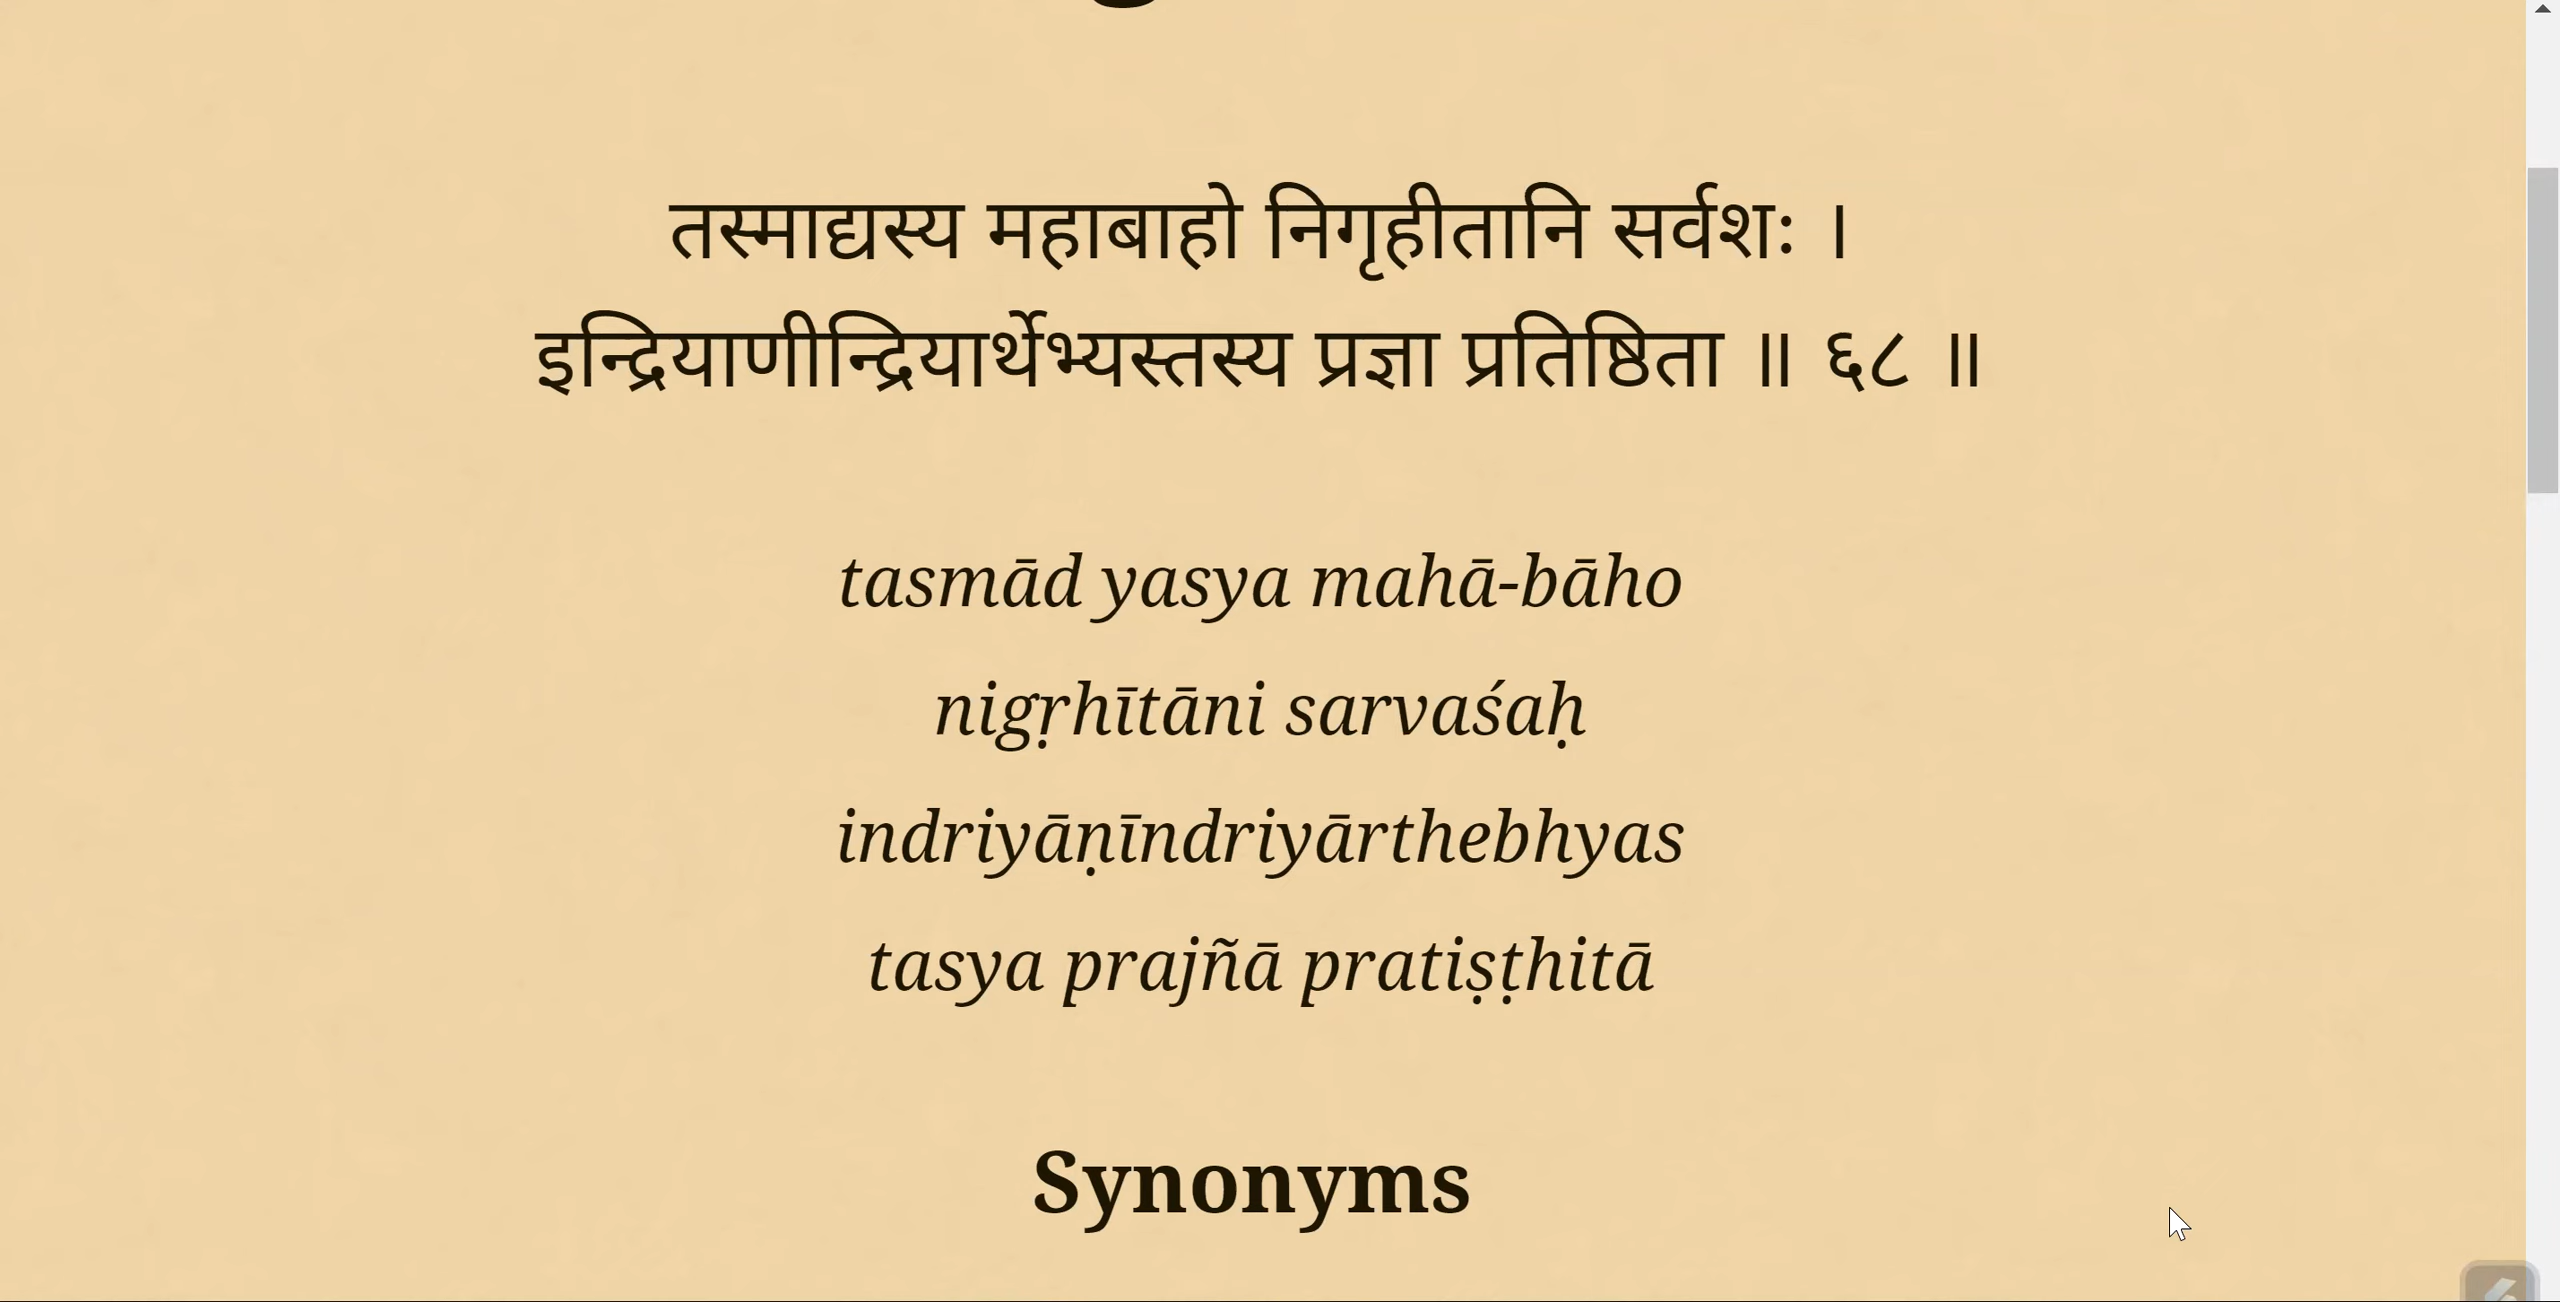 तस्माद्यस्य महाबाहो निगृहीतानि सर्वशः ।
इन्द्रियाणीन्द्रियार्थेभ्यस्तस्य प्रज्ञा प्रतिष्ठिता ॥ ६८ ॥
tasmād yasya mahā-bāho
nigṛhītāni sarvaśaḥ
indriyāṇīndriyārthebhyas
tasya prajñā pratiṣṭhitā
Synonyms